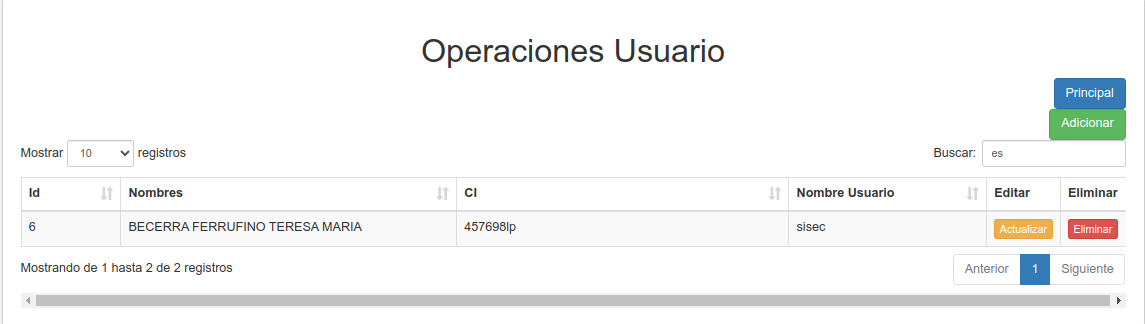 Operaciones Usuario
Principal
Adicionar
Mostrar 10 registros Buscar: es
Id Nombres CI Nombre Usuario Editar Eliminar
6 BECERRA FERRUFINO TERESA MARIA 457698lp sisec Actualizar Eliminar
Mostrando de 1 hasta 2 de 2 registros Anterior 1 Siguiente